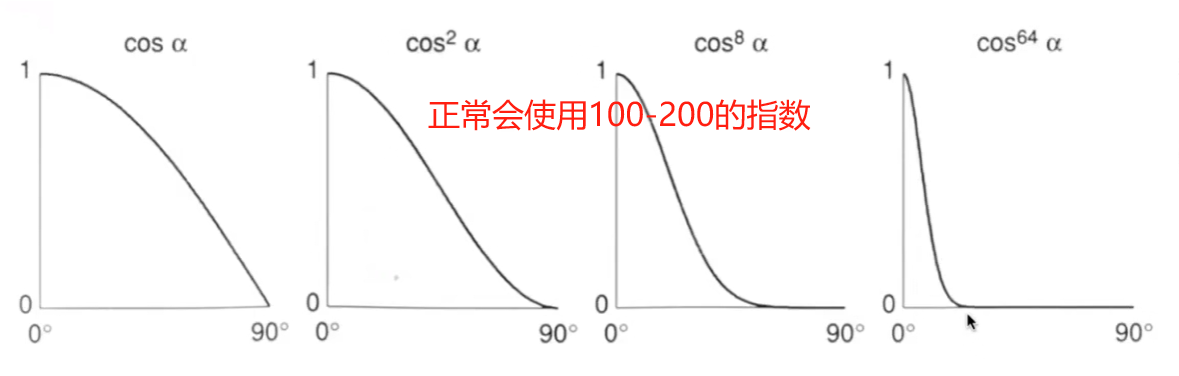 cos α cos² α cos⁸ α cos⁶⁴ α
1 1 1 1
正常会使用100-200的指数
0 0 0 0
0° 90° 0° 90° 0° 90° 0° 90°